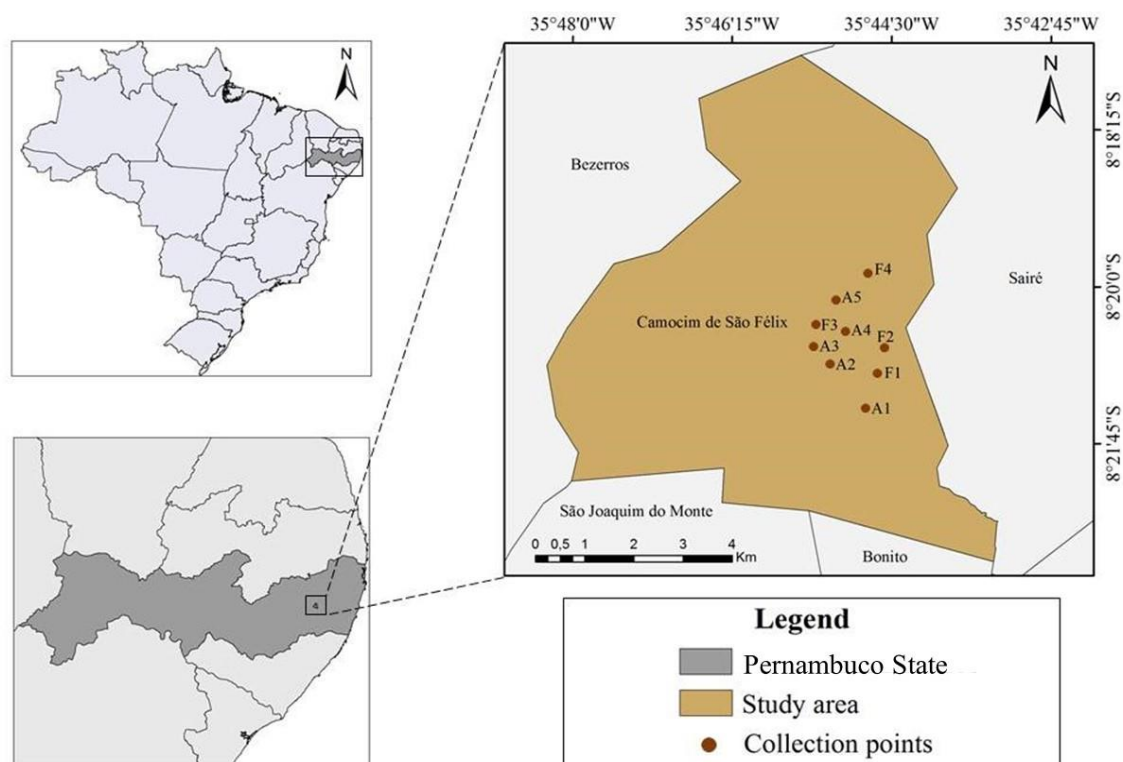 N
35°48'0"W
35°46'15"W
35°44'30"W
35°42'45"W
N
8°18'15"S
8°20'0"S
8°21'45"S
Bezerros
Sairé
Camocim de São Félix
F4
A5
F3
A4
F2
A3
A2
F1
A1
São Joaquim do Monte
Bonito
0 0,5 1 2 3 4
Km
Legend
Pernambuco State
Study area
Collection points